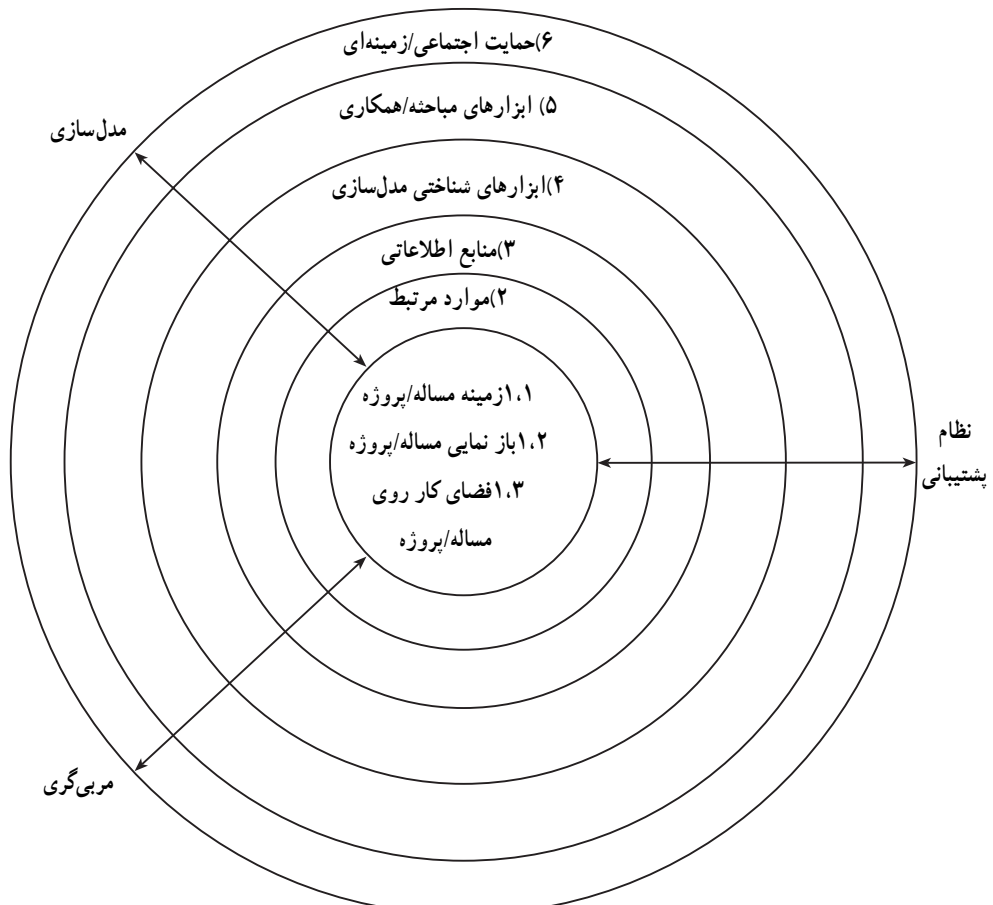 ۶)حمایت اجتماعی/زمینه‌ای
۵) ابزارهای مباحثه/همکاری
مدل‌سازی
۴)ابزارهای شناختی مدل‌سازی
۳)منابع اطلاعاتی
۲)موارد مرتبط
۱،۱زمینه مساله/پروژه
۱،۲باز نمایی مساله/پروژه
۱،۳فضای کار روی
مساله/پروژه
نظام
پشتیبانی
مربی‌گری